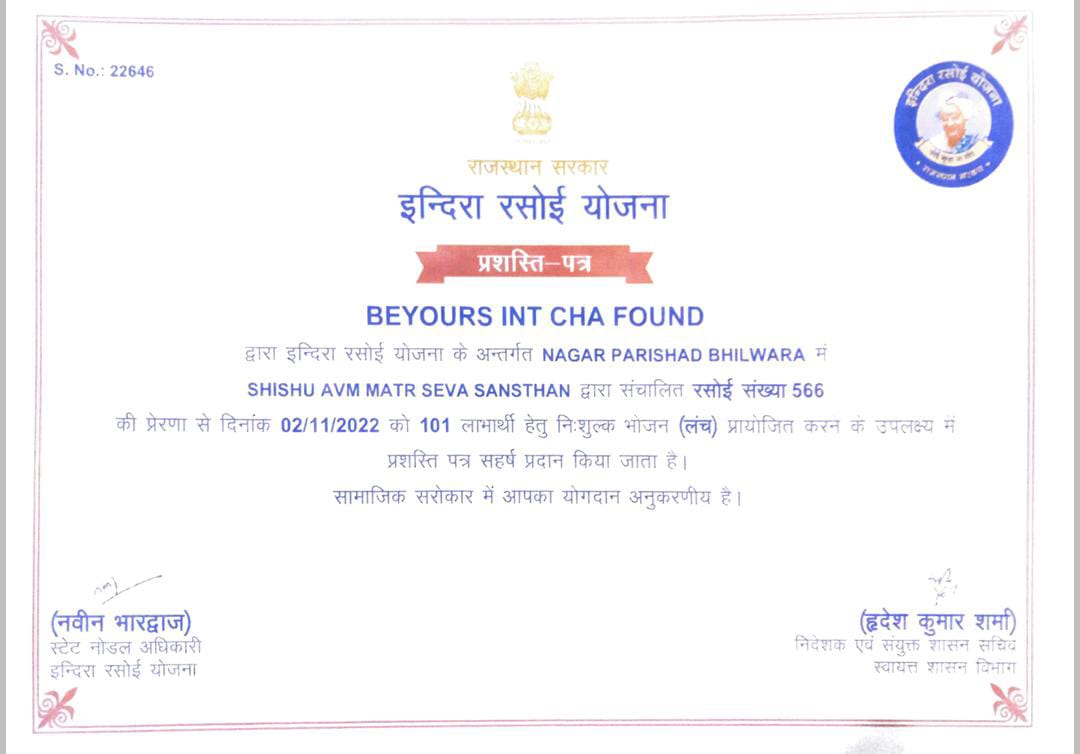 S. No.: 22646
इन्दिरा रसोई योजना
राजस्थान सरकार
इन्दिरा रसोई योजना
प्रशस्ति-पत्र
BEYOURS INT CHA FOUND
द्वारा इन्दिरा रसोई योजना के अन्तर्गत NAGAR PARISHAD BHILWARA में
SHISHU AVM MATR SEVA SANSTHAN द्वारा संचालित रसोई संख्या 566
की प्रेरणा से दिनांक 02/11/2022 को 101 लाभार्थी हेतु निःशुल्क भोजन (लंच) प्रायोजित करन के उपलक्ष्य में
प्रशस्ति पत्र सहर्ष प्रदान किया जाता है।
सामाजिक सरोकार में आपका योगदान अनुकरणीय है।
(नवीन भारद्वाज)
स्टेट नोडल अधिकारी
इन्दिरा रसोई योजना
(हृदेश कुमार शर्मा)
निदेशक एवं संयुक्त शासन सचिव
स्वायत्त शासन विभाग